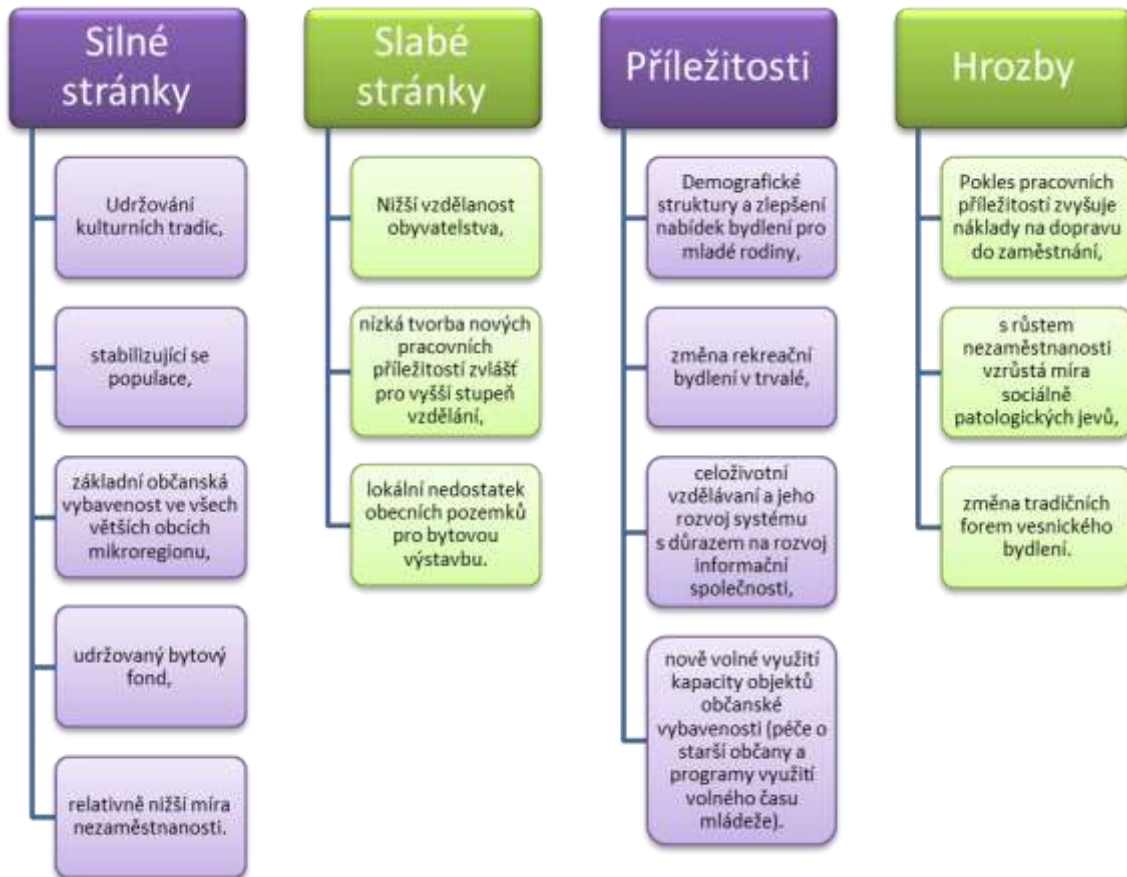 Silné
stránky
Udržování
kulturních tradic,
stabilizující se
populace,
základní občanská
vybavenost ve všech
větších obcích
mikroregionu,
udržovaný bytový
fond,
relativně nižší míra
nezaměstnanosti.
Slabé
stránky
Nižší vzdělanost
obyvatelstva,
nízká tvorba nových
pracovních
příležitostí zvlášť
pro vyšší stupeň
vzdělání,
lokální nedostatek
obecních pozemků
pro bytovou
výstavbu.
Příležitosti
Demografické
struktury a zlepšení
nabídek bydlení pro
mladé rodiny,
změna rekreační
bydlení v trvalé,
celoživotní
vzdělávaní a jeho
rozvoj systému
s důrazem na rozvoj
informační
společnosti,
nově volné využití
kapacity objektů
občanské
vybavenosti (péče o
starší občany a
programy využití
volného času
mládeže).
Hrozby
Pokles pracovních
příležitostí zvyšuje
náklady na dopravu
do zaměstnání,
s růstem
nezaměstnanosti
vzrůstá míra
sociálně
patologických jevů,
změna tradičních
forem vesnického
bydlení.